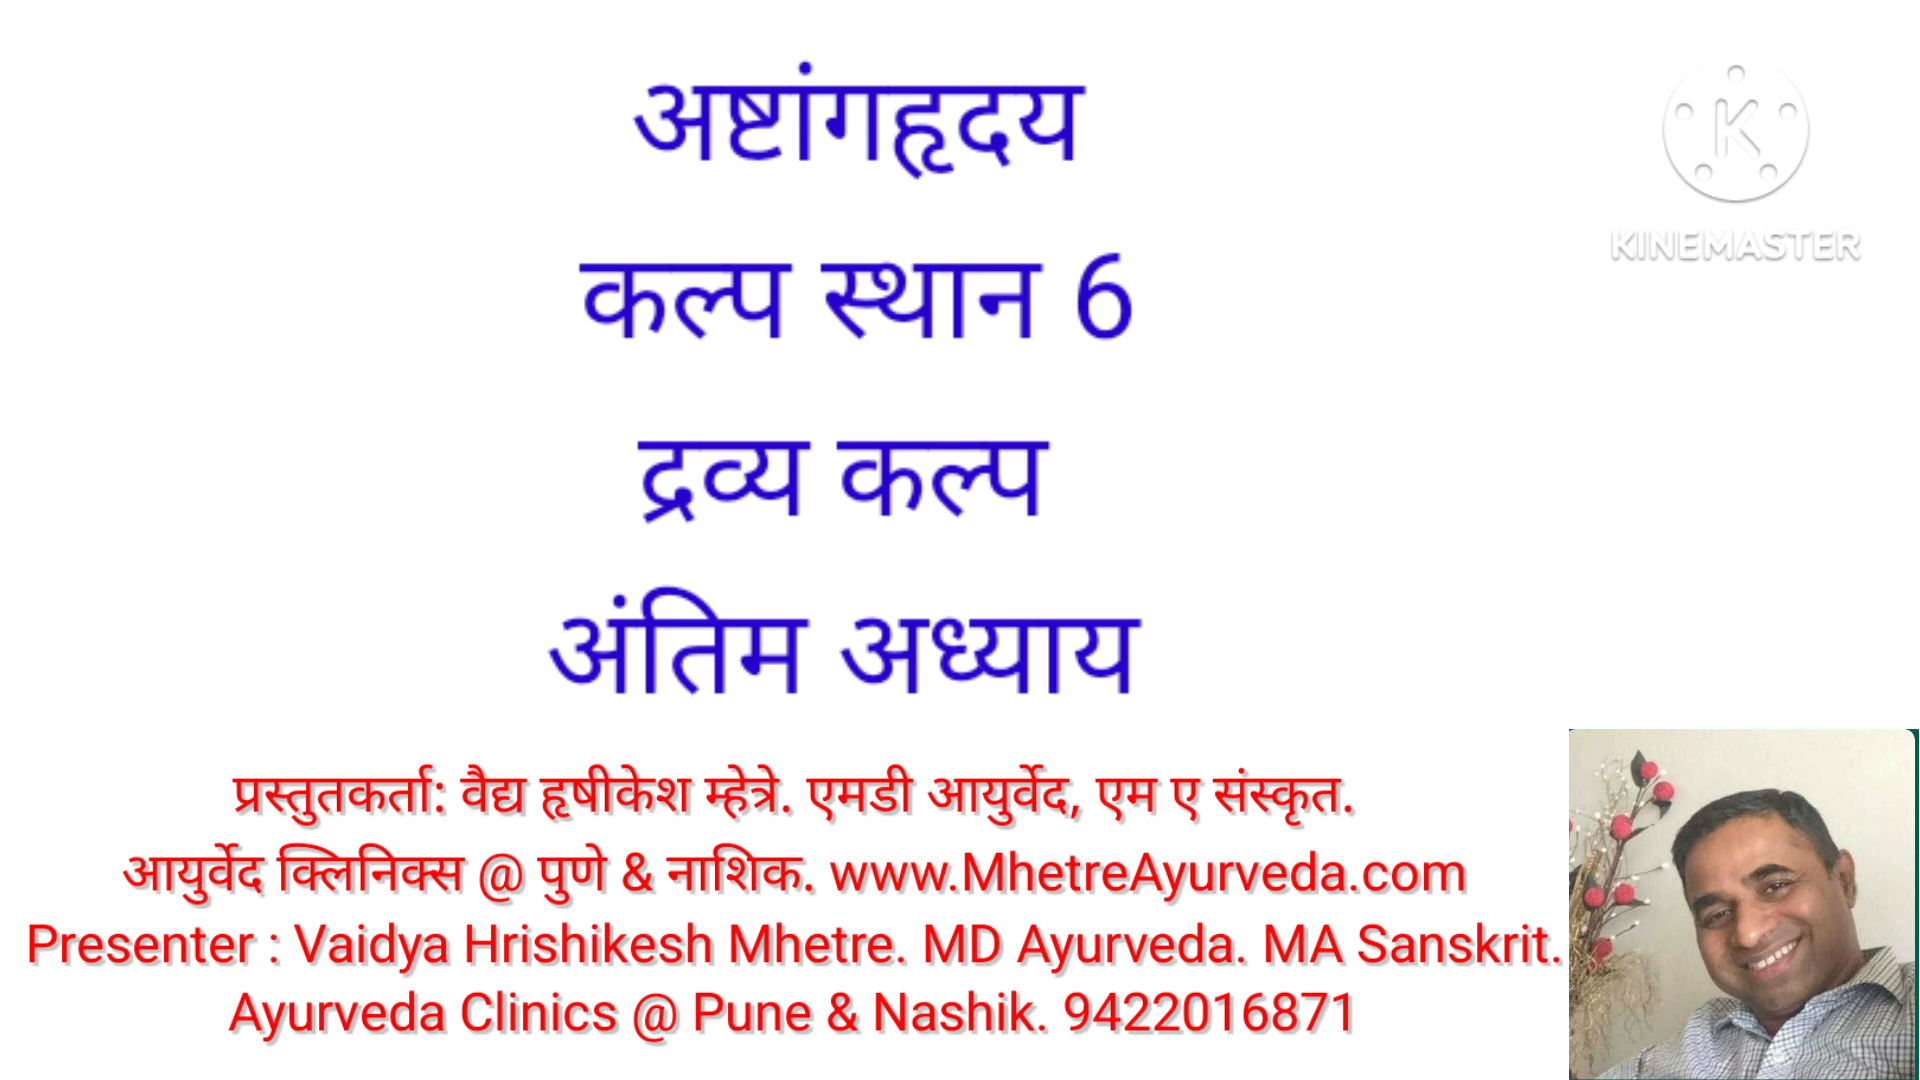 अष्टांगहृदय
कल्प स्थान 6
द्रव्य कल्प
अंतिम अध्याय
K
KINEMASTER
प्रस्तुतकर्ता: वैद्य हृषीकेश म्हेत्रे. एमडी आयुर्वेद, एम ए संस्कृत.
आयुर्वेद क्लिनिक्स @ पुणे & नाशिक. www.MhetreAyurveda.com
Presenter : Vaidya Hrishikesh Mhetre. MD Ayurveda. MA Sanskrit.
Ayurveda Clinics @ Pune & Nashik. 9422016871